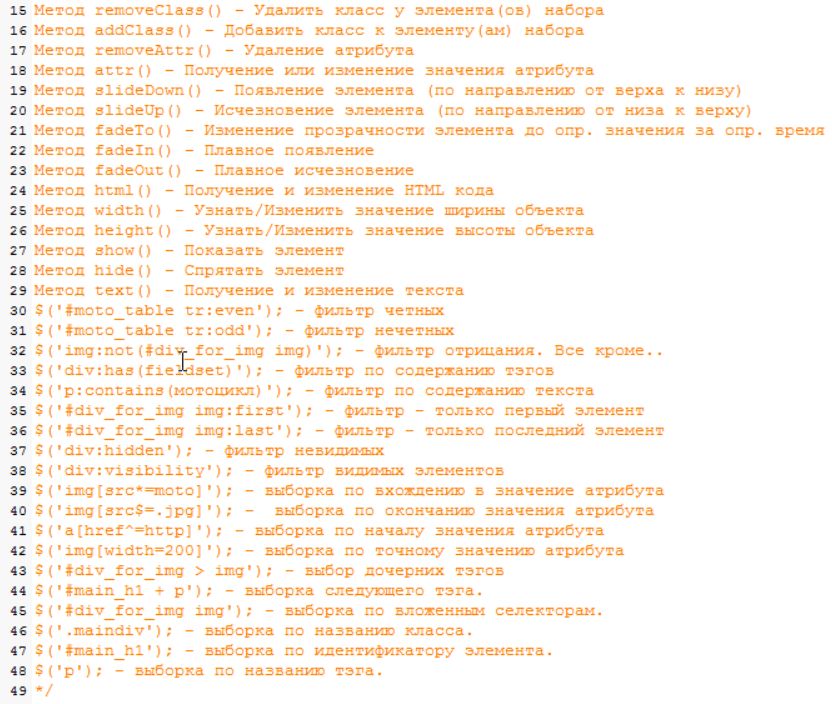 15 Метод removeClass() - Удалить класс у элемента(ов) набора
16 Метод addClass() - Добавить класс к элементу(ам) набора
17 Метод removeAttr() - Удаление атрибута
18 Метод attr() - Получение или изменение значения атрибута
19 Метод slideDown() - Появление элемента (по направлению от верха к низу)
20 Метод slideUp() - Исчезновение элемента (по направлению от низа к верху)
21 Метод fadeTo() - Изменение прозрачности элемента до опр. значения за опр. время
22 Метод fadeIn() - Плавное появление
23 Метод fadeOut() - Плавное исчезновение
24 Метод html() - Получение и изменение HTML кода
25 Метод width() - Узнать/Изменить значение ширины объекта
26 Метод height() - Узнать/Изменить значение высоты объекта
27 Метод show() - Показать элемент
28 Метод hide() - Спрятать элемент
29 Метод text() - Получение и изменение текста
30 $('#moto_table tr:even'); - фильтр четных
31 $('#moto_table tr:odd'); - фильтр нечетных
32 $('img:not(#div_for_img img)'); - фильтр отрицания. Все кроме..
33 $('div:has(fieldset)'); - фильтр по содержанию тэгов
34 $('p:contains(мотоцикл)'); - фильтр по содержанию текста
35 $('#div_for_img img:first'); - фильтр - только первый элемент
36 $('#div_for_img img:last'); - фильтр - только последний элемент
37 $('div:hidden'); - фильтр невидимых
38 $('div:visibility'); - фильтр видимых элементов
39 $('img[src*=moto]'); - выборка по вхождению в значение атрибута
40 $('img[src$=.jpg]'); -  выборка по окончанию значения атрибута
41 $('a[href^=http]'); - выборка по началу значения атрибута
42 $('img[width=200]'); - выборка по точному значению атрибута
43 $('#div_for_img > img'); - выбор дочерних тэгов
44 $('#main_h1 + p'); - выборка следующего тэга.
45 $('#div_for_img img'); - выборка по вложенным селекторам.
46 $('.maindiv'); - выборка по названию класса.
47 $('#main_h1'); - выборка по идентификатору элемента.
48 $('p'); - выборка по названию тэга.
49 */